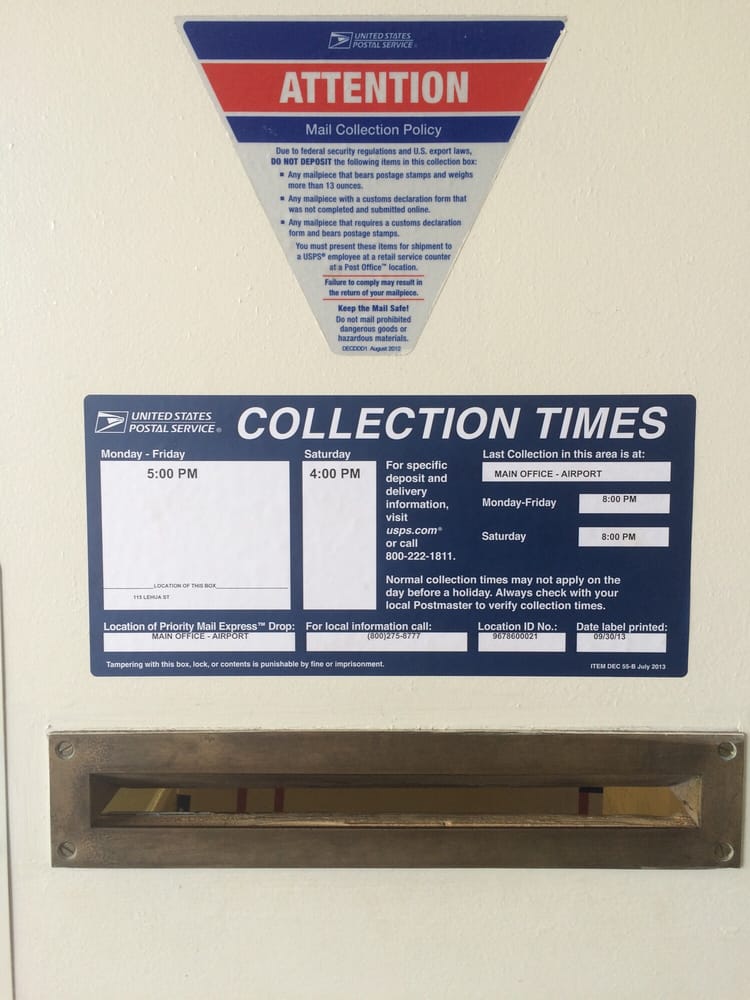 UNITED STATES
POSTAL SERVICE®
ATTENTION
Mail Collection Policy
Due to federal security regulations and U.S. export laws,
DO NOT DEPOSIT the following items in this collection box:
▪ Any mailpiece that bears postage stamps and weighs
more than 13 ounces.
▪ Any mailpiece with a customs declaration form that
was not completed and submitted online.
▪ Any mailpiece that requires a customs declaration
form and bears postage stamps.
You must present these items for shipment to
a USPS® employee at a retail service counter
at a Post Office™ location.
Failure to comply may result in
the return of your mailpiece.
Keep the Mail Safe!
Do not mail prohibited
dangerous goods or
hazardous materials.
DECDDD1 August 2012
UNITED STATES
POSTAL SERVICE®
COLLECTION TIMES
Monday - Friday
5:00 PM
LOCATION OF THIS BOX
113 LEHUA ST
Saturday
4:00 PM
For specific
deposit and
delivery
information,
visit
usps.com®
or call
800-222-1811.
Last Collection in this area is at:
MAIN OFFICE - AIRPORT
Monday-Friday 8:00 PM
Saturday 8:00 PM
Normal collection times may not apply on the
day before a holiday. Always check with your
local Postmaster to verify collection times.
Location of Priority Mail Express™ Drop:
MAIN OFFICE - AIRPORT
For local information call:
(800)275-8777
Location ID No.:
9678600021
Date label printed:
09/30/13
Tampering with this box, lock, or contents is punishable by fine or imprisonment.
ITEM DEC 55-B July 2013